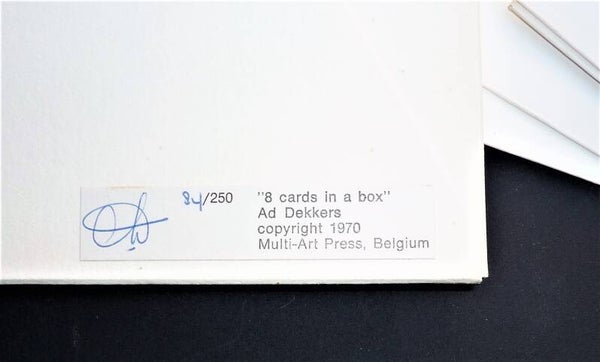 84/250 "8 cards in a box"
Ad Dekkers
copyright 1970
Multi-Art Press, Belgium